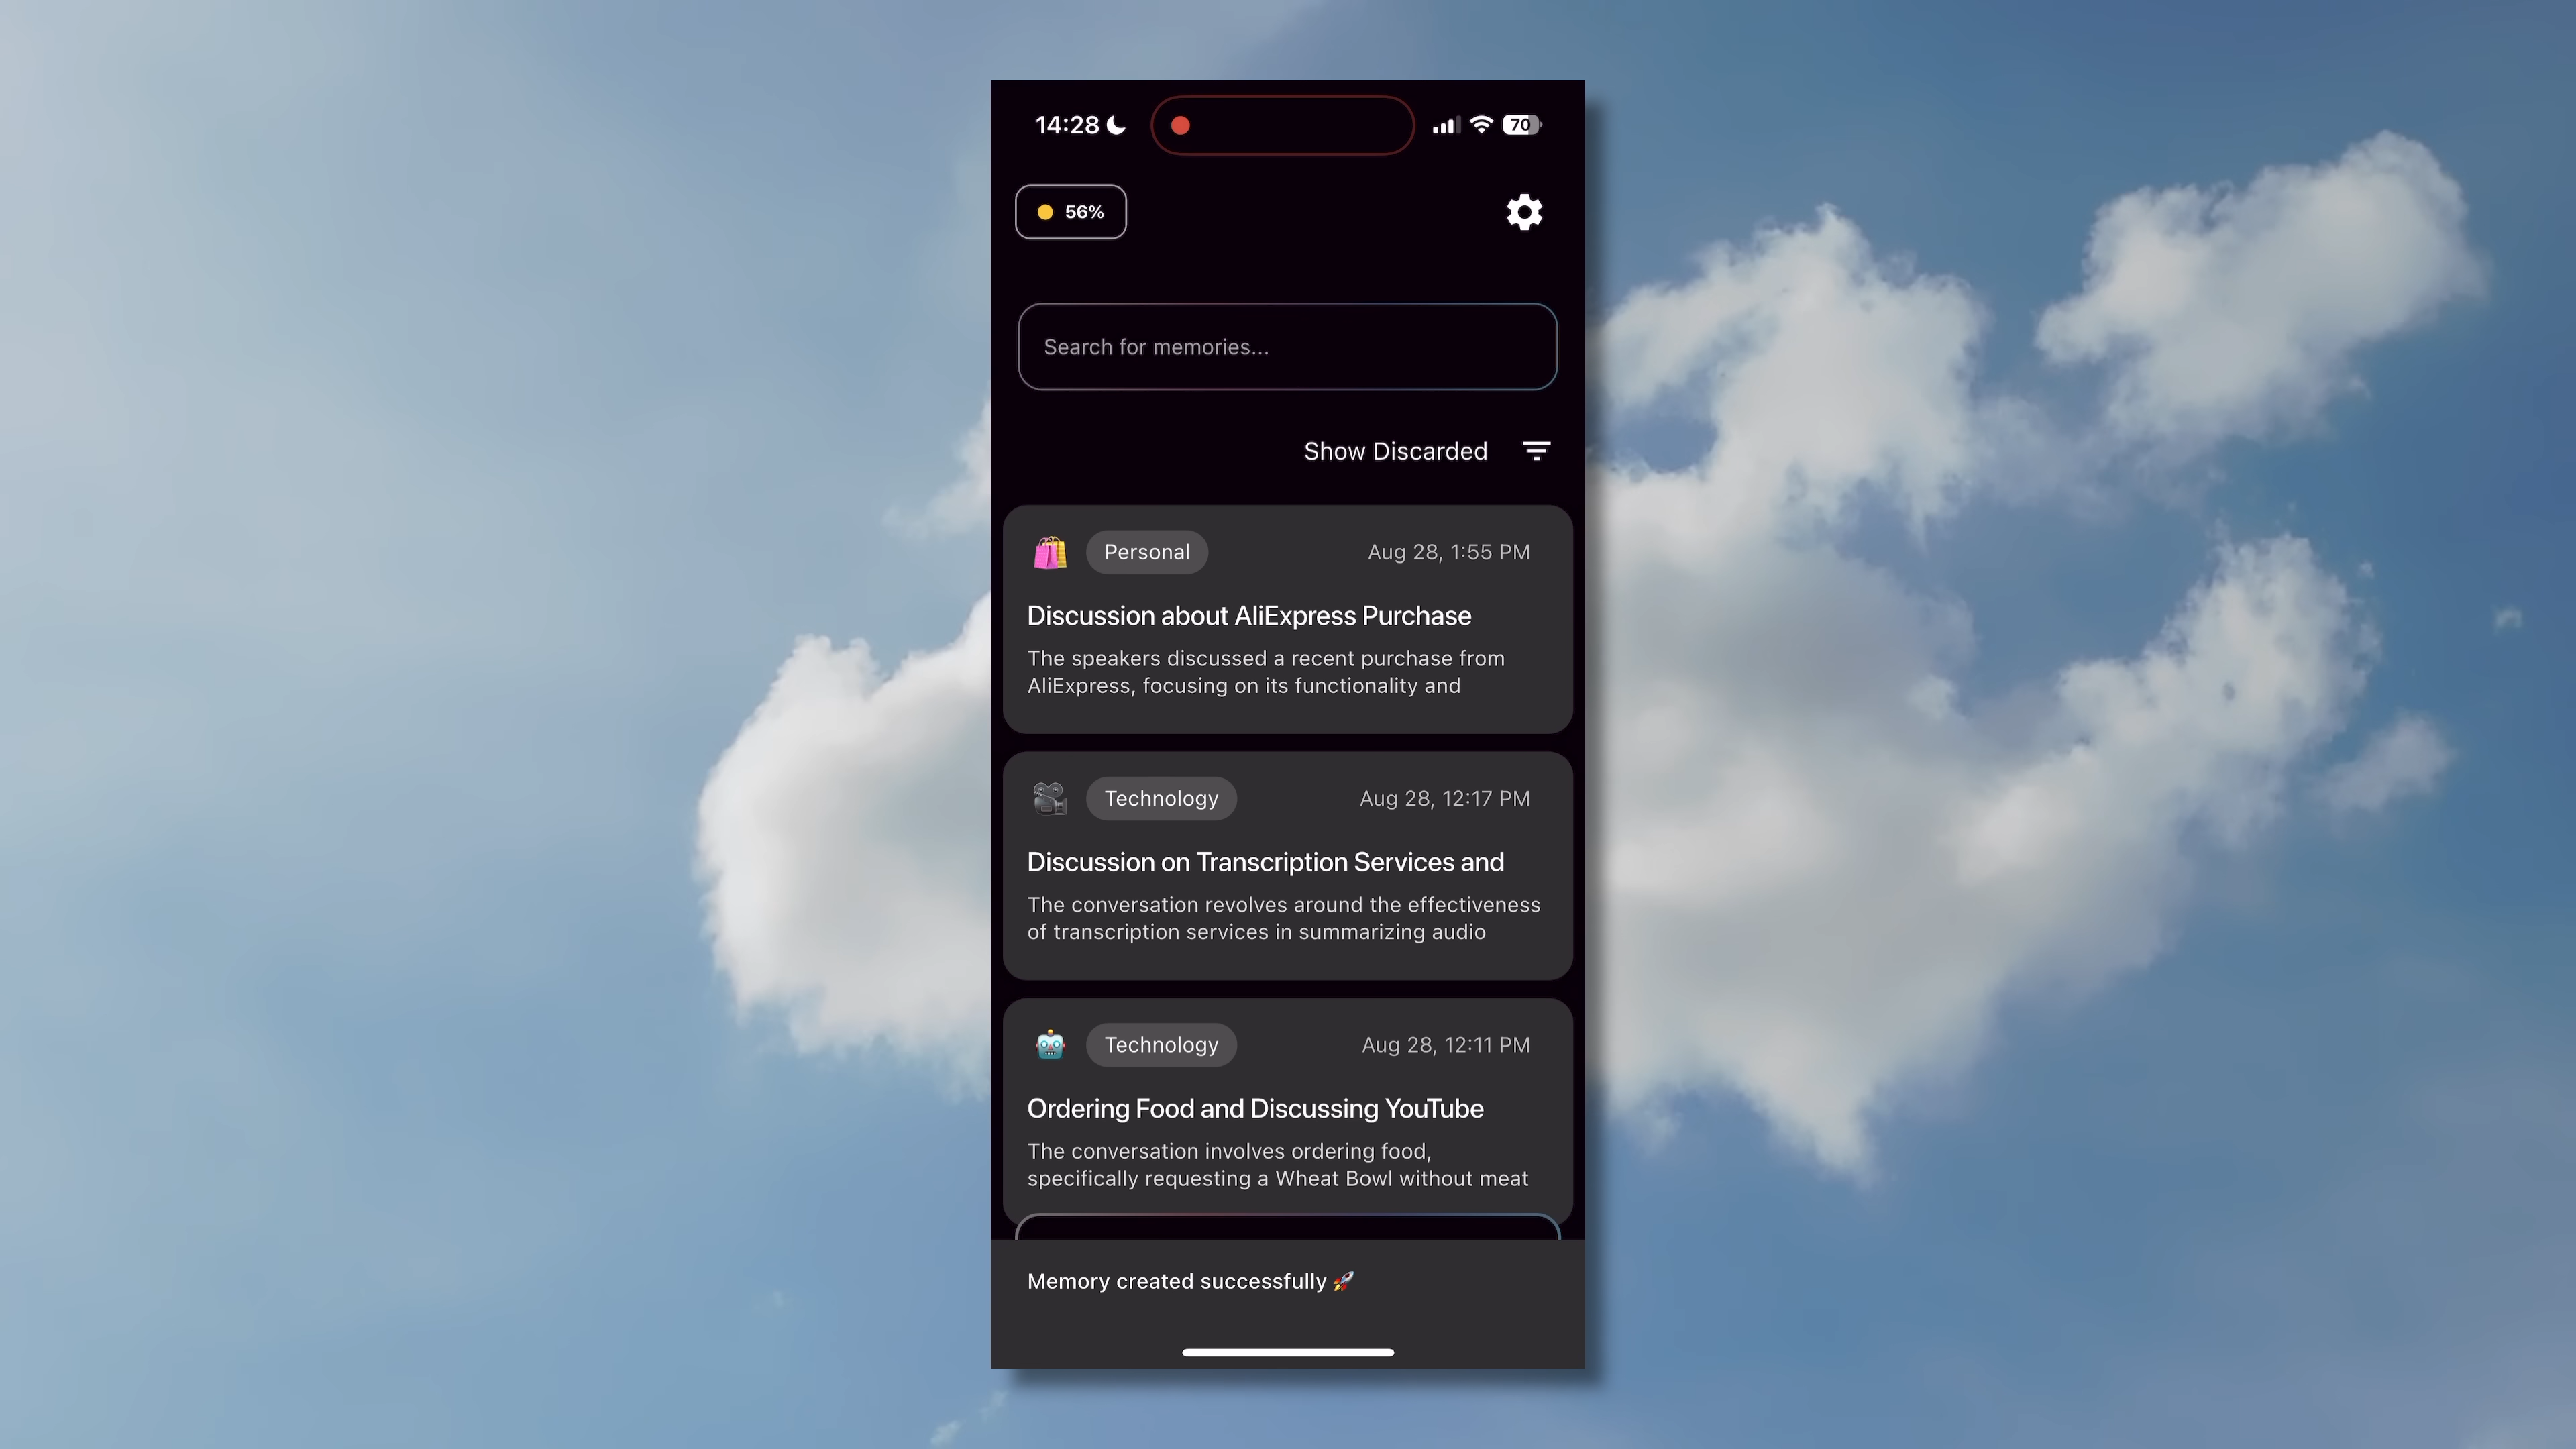 14:28
70
56%
Search for memories...
Show Discarded
Personal
Aug 28, 1:55 PM
Discussion about AliExpress Purchase
The speakers discussed a recent purchase from
AliExpress, focusing on its functionality and
Technology
Aug 28, 12:17 PM
Discussion on Transcription Services and
The conversation revolves around the effectiveness
of transcription services in summarizing audio
Technology
Aug 28, 12:11 PM
Ordering Food and Discussing YouTube
The conversation involves ordering food,
specifically requesting a Wheat Bowl without meat
Memory created successfully 🚀